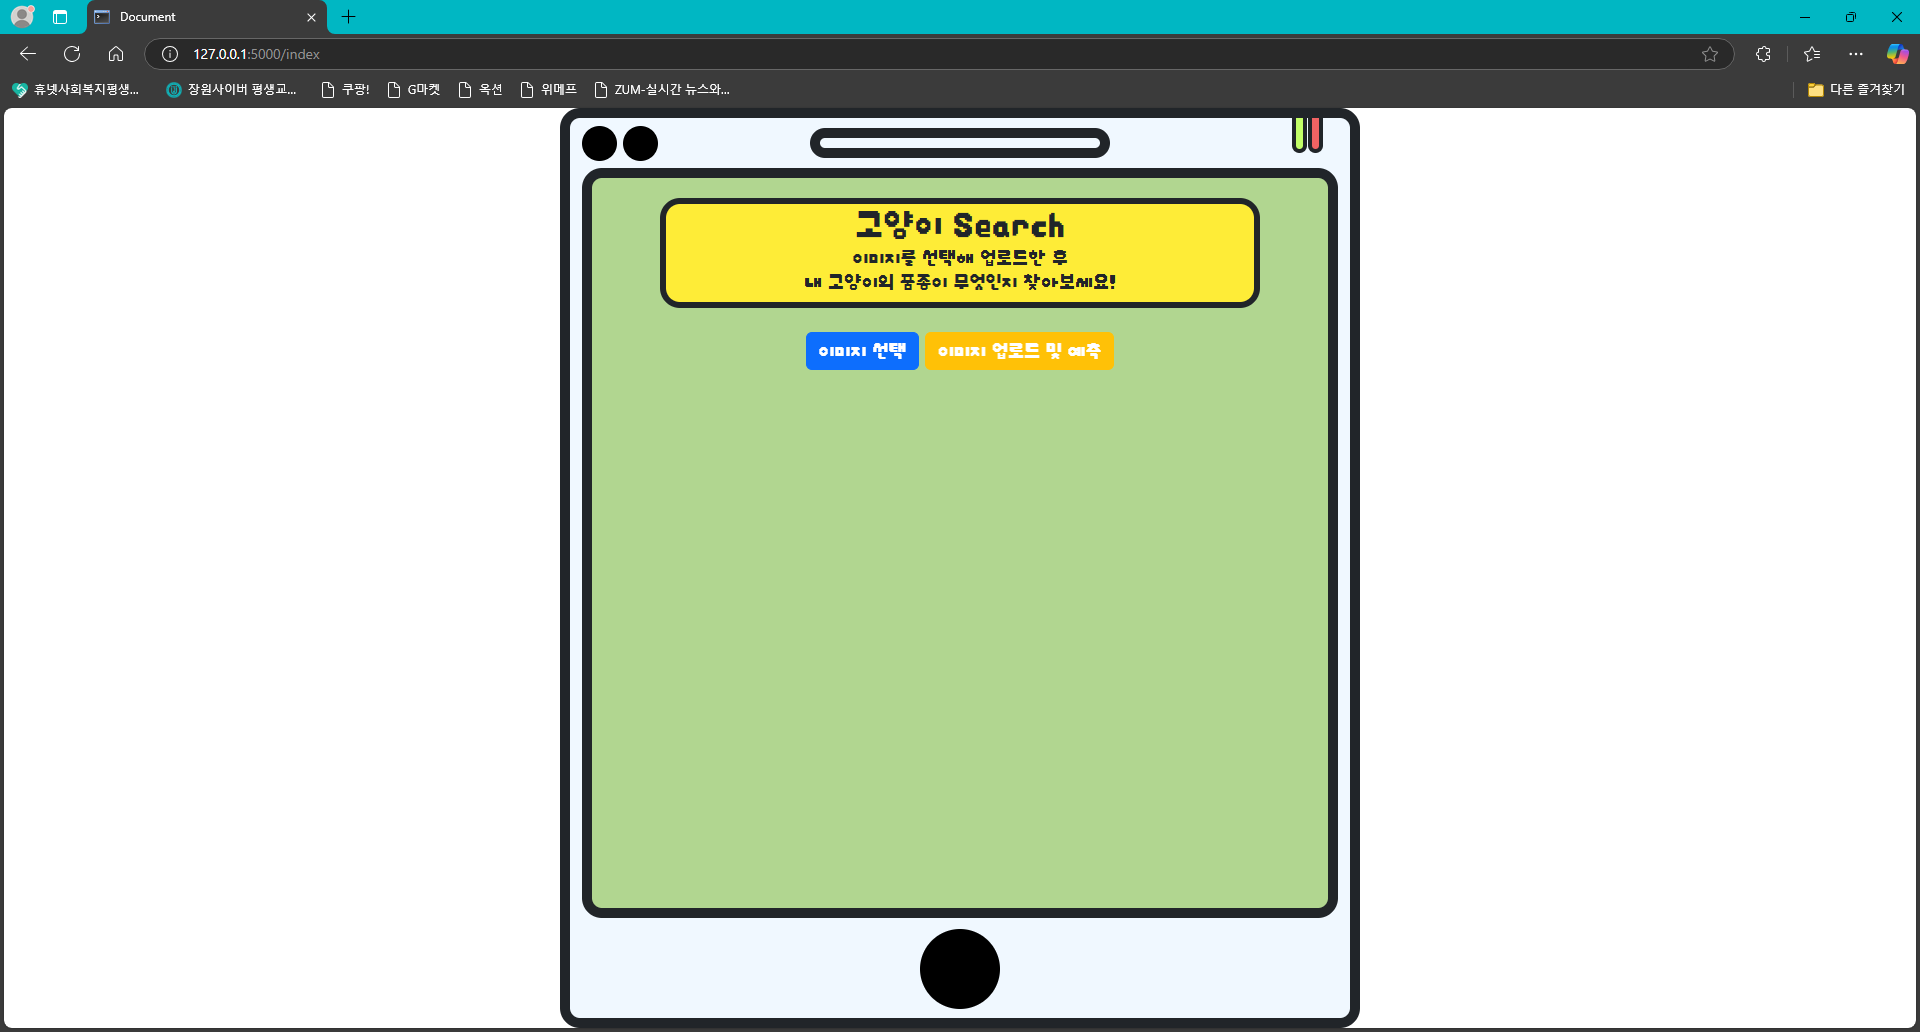 Document
127.0.0.1:5000/index
휴넷사회복지평생...
장원사이버 평생교...
쿠팡!
G마켓
옥션
위메프
ZUM-실시간 뉴스와...
다른 즐겨찾기
고양이 Search
이미지를 선택해 업로드한 후
내 고양이의 품종이 무엇인지 찾아보세요!
이미지 선택
이미지 업로드 및 예측